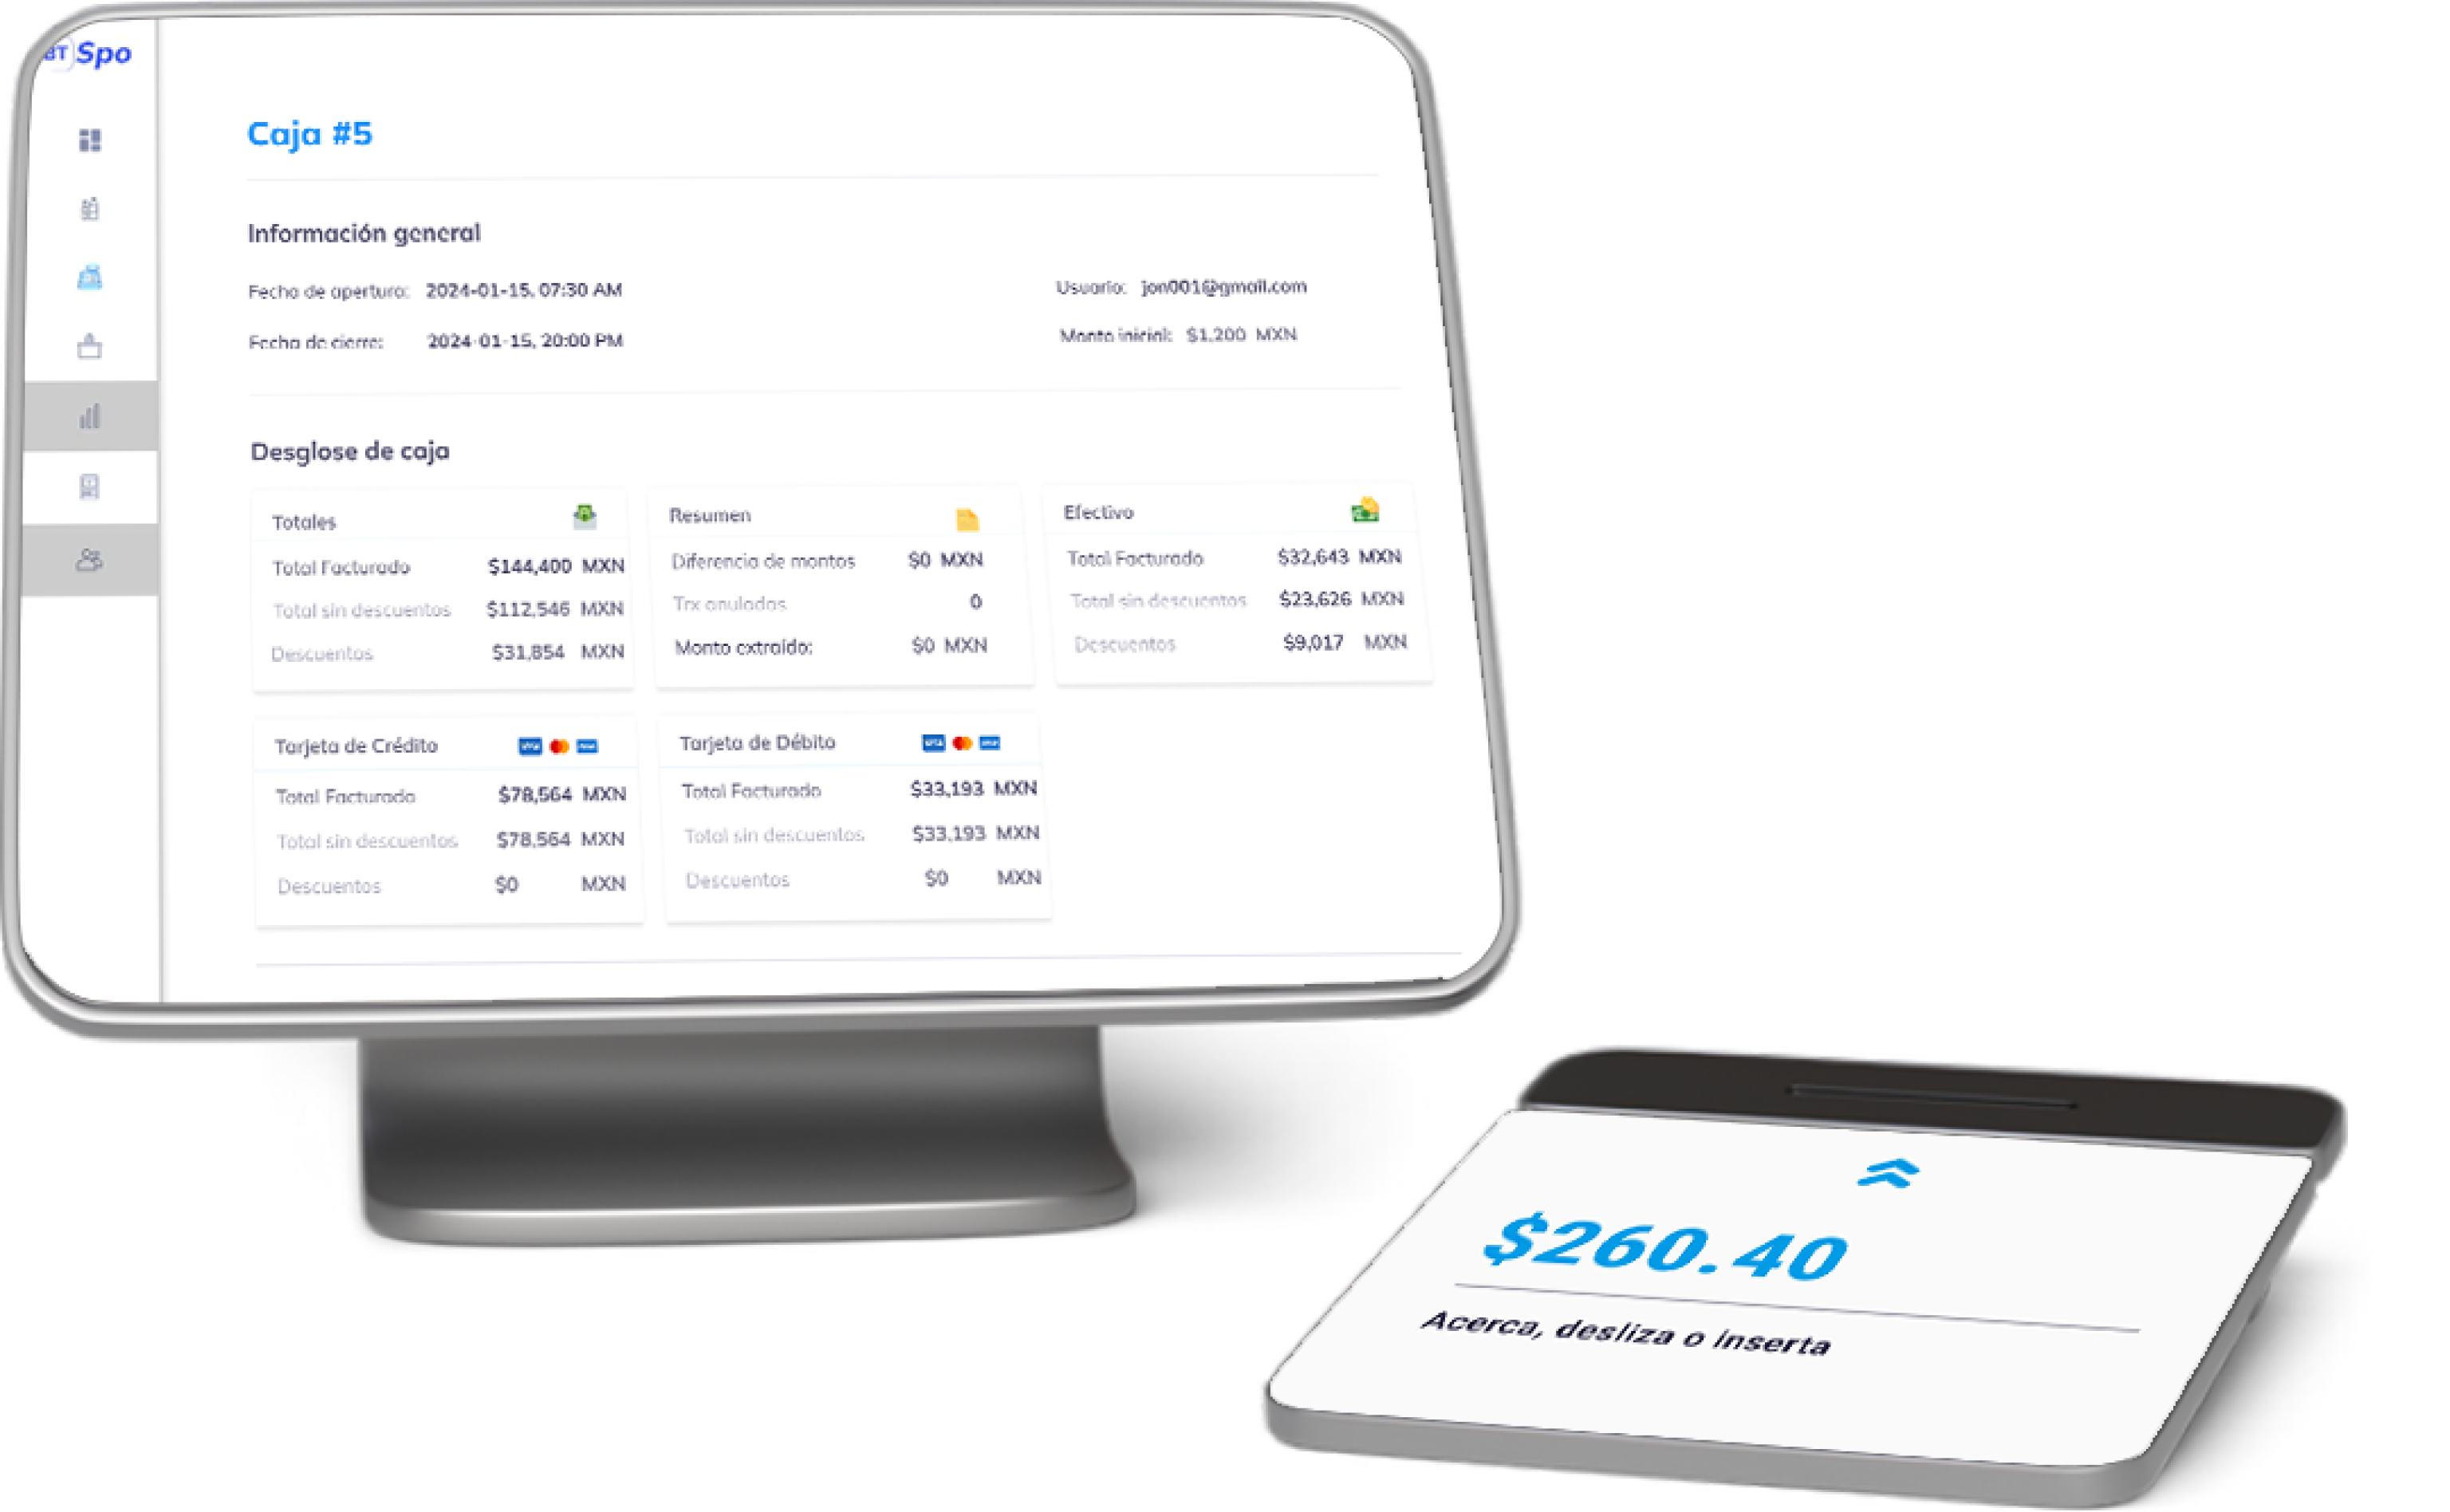 BT Spo
Caja #5
Información general
Fecha de apertura: 2024-01-15, 07:30 AM
Usuario: jon001@gmail.com
Fecha de cierre: 2024-01-15, 20:00 PM
Monto inicial: $1,200 MXN
Desglose de caja
Totales
Total Facturado $144,400 MXN
Total sin descuentos $112,546 MXN
Descuentos $31,854 MXN
Resumen
Diferencia de montos $0 MXN
Trx anuladas 0
Monto extraído: $0 MXN
Efectivo
Total Facturado $32,643 MXN
Total sin descuentos $23,626 MXN
Descuentos $9,017 MXN
Tarjeta de Crédito
Total Facturado $78,564 MXN
Total sin descuentos $78,564 MXN
Descuentos $0 MXN
Tarjeta de Débito
Total Facturado $33,193 MXN
Total sin descuentos $33,193 MXN
Descuentos $0 MXN
$260.40
Acerca, desliza o inserta